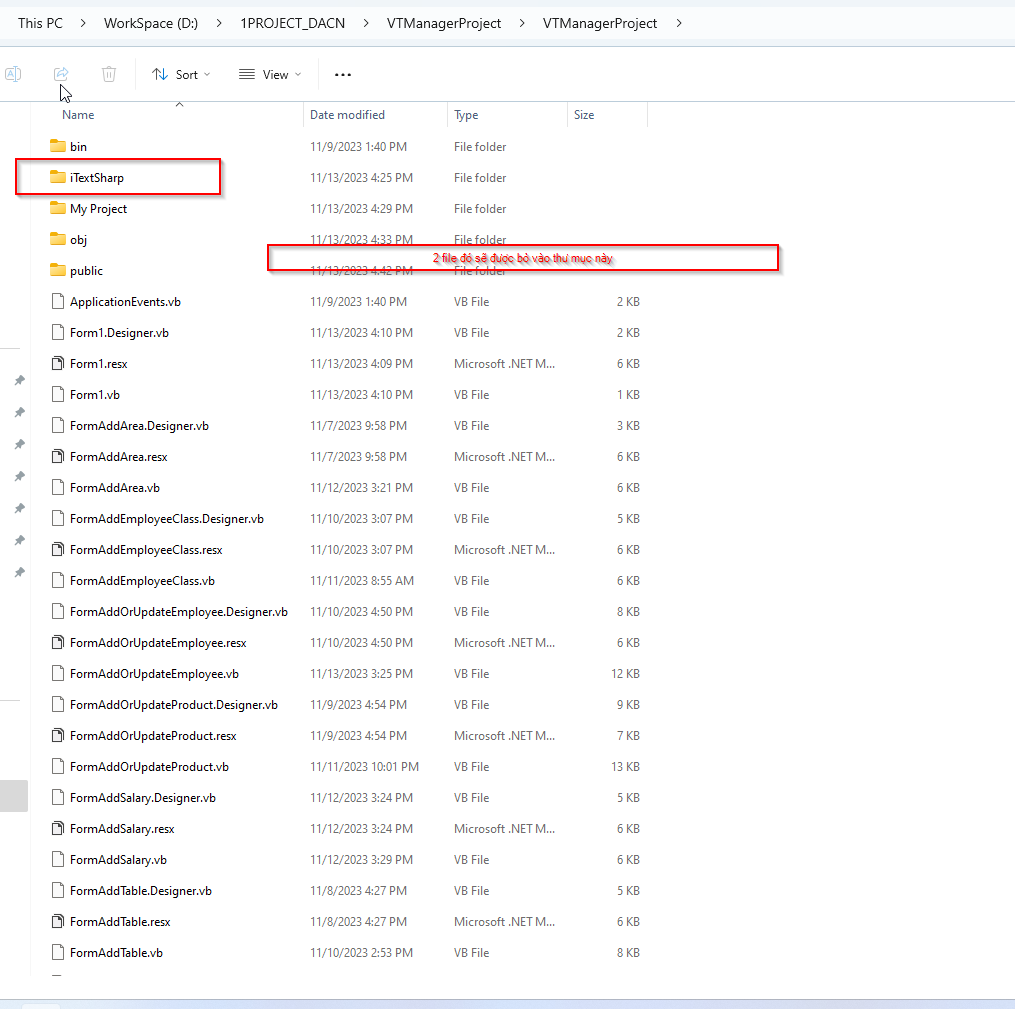 This PC > WorkSpace (D:) > 1PROJECT_DACN > VTManagerProject > VTManagerProject >
Sort View ...
Name Date modified Type Size
bin 11/9/2023 1:40 PM File folder
iTextSharp 11/13/2023 4:25 PM File folder
My Project 11/13/2023 4:29 PM File folder
obj 11/13/2023 4:33 PM File folder
2 file đó sẽ được bỏ vào thư mục này
public 11/13/2023 4:42 PM File folder
ApplicationEvents.vb 11/9/2023 1:40 PM VB File 2 KB
Form1.Designer.vb 11/13/2023 4:10 PM VB File 2 KB
Form1.resx 11/13/2023 4:09 PM Microsoft .NET M... 6 KB
Form1.vb 11/13/2023 4:10 PM VB File 1 KB
FormAddArea.Designer.vb 11/7/2023 9:58 PM VB File 3 KB
FormAddArea.resx 11/7/2023 9:58 PM Microsoft .NET M... 6 KB
FormAddArea.vb 11/12/2023 3:21 PM VB File 6 KB
FormAddEmployeeClass.Designer.vb 11/10/2023 3:07 PM VB File 5 KB
FormAddEmployeeClass.resx 11/10/2023 3:07 PM Microsoft .NET M... 6 KB
FormAddEmployeeClass.vb 11/11/2023 8:55 AM VB File 6 KB
FormAddOrUpdateEmployee.Designer.vb 11/10/2023 4:50 PM VB File 8 KB
FormAddOrUpdateEmployee.resx 11/10/2023 4:50 PM Microsoft .NET M... 6 KB
FormAddOrUpdateEmployee.vb 11/13/2023 3:25 PM VB File 12 KB
FormAddOrUpdateProduct.Designer.vb 11/9/2023 4:54 PM VB File 9 KB
FormAddOrUpdateProduct.resx 11/9/2023 4:54 PM Microsoft .NET M... 7 KB
FormAddOrUpdateProduct.vb 11/11/2023 10:01 PM VB File 13 KB
FormAddSalary.Designer.vb 11/12/2023 3:24 PM VB File 5 KB
FormAddSalary.resx 11/12/2023 3:24 PM Microsoft .NET M... 6 KB
FormAddSalary.vb 11/12/2023 3:29 PM VB File 6 KB
FormAddTable.Designer.vb 11/8/2023 4:27 PM VB File 5 KB
FormAddTable.resx 11/8/2023 4:27 PM Microsoft .NET M... 6 KB
FormAddTable.vb 11/10/2023 2:53 PM VB File 8 KB